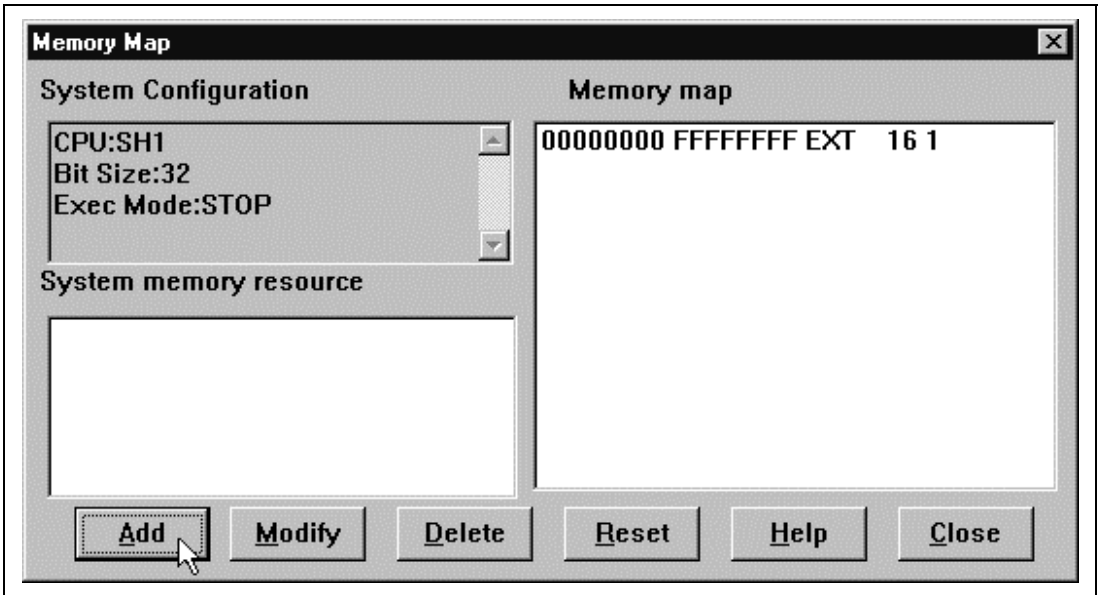 Memory Map
System Configuration
CPU:SH1
Bit Size:32
Exec Mode:STOP
System memory resource
Memory map
00000000 FFFFFFFF EXT 16 1
Add
Modify
Delete
Reset
Help
Close